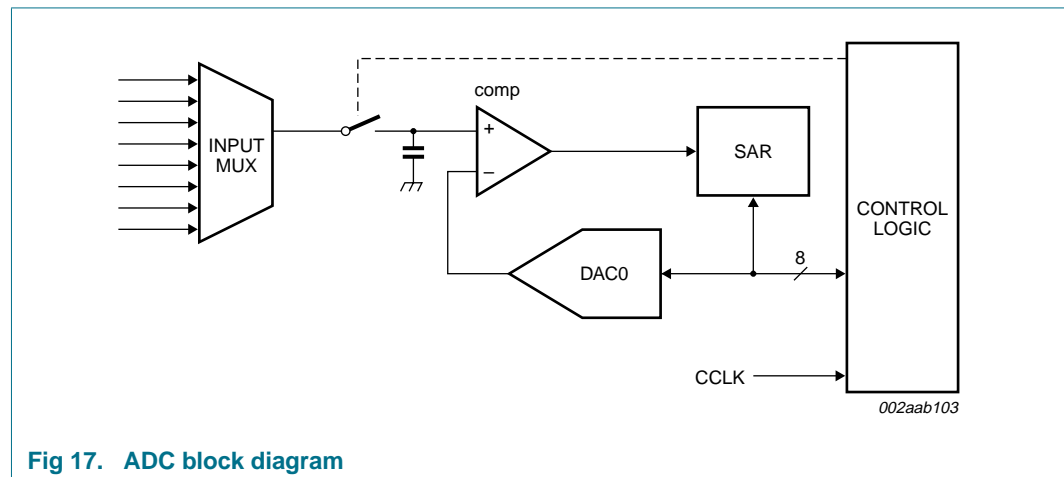 comp
+
INPUT
MUX
SAR
–
CONTROL
LOGIC
8
DAC0
CCLK
002aab103
Fig 17. ADC block diagram